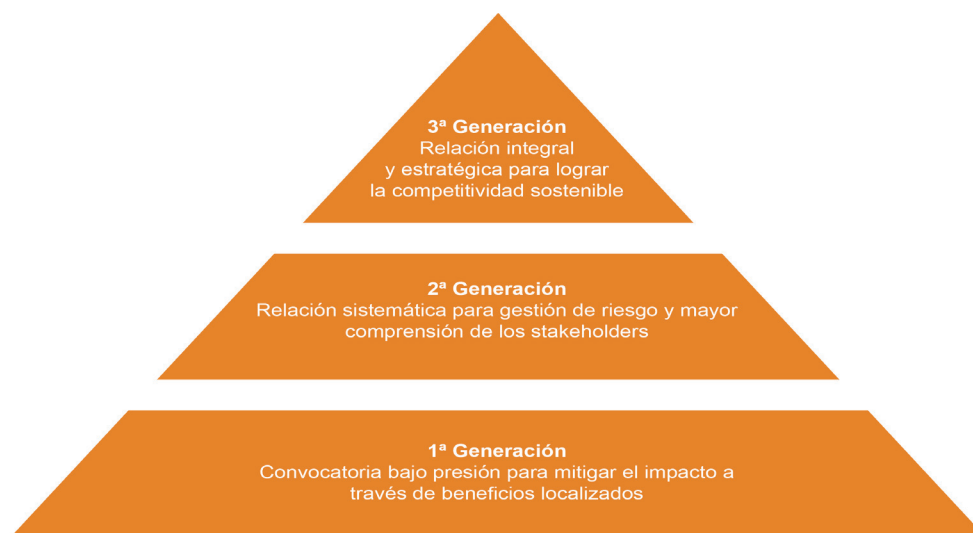 3ª Generación
Relación integral
y estratégica para lograr
la competitividad sostenible
2ª Generación
Relación sistemática para gestión de riesgo y mayor
comprensión de los stakeholders
1ª Generación
Convocatoria bajo presión para mitigar el impacto a
través de beneficios localizados